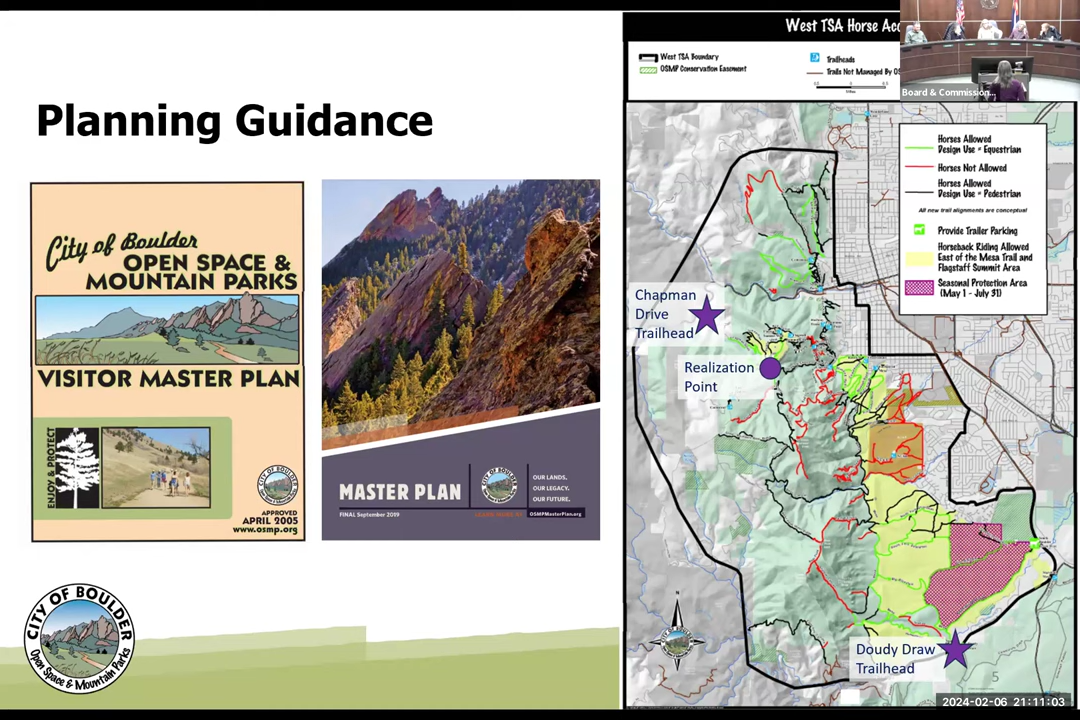 Planning Guidance
City of Boulder
OPEN SPACE &
MOUNTAIN PARKS
VISITOR MASTER PLAN
ENJOY & PROTECT
APPROVED
APRIL 2005
www.osmp.org
MASTER PLAN
CITY OF BOULDER
OUR LANDS.
OUR LEGACY.
OUR FUTURE.
FINAL September 2019
OSMPMasterPlan.org
CITY OF BOULDER
Open Space & Mountain Parks
West TSA Horse Acc
West TSA Boundary
OSMP Conservation Easement
Trailheads
Trails Not Managed By OS
Board & Commission...
Horses Allowed
Design Use = Equestrian
Horses Not Allowed
Horses Allowed
Design Use = Pedestrian
All new trail alignments are conceptual
Provide Trailer Parking
Horseback Riding Allowed
East of the Mesa Trail and
Flagstaff Summit Area
Seasonal Protection Area
(May 1 - July 31)
Chapman
Drive
Trailhead
Realization
Point
Doudy Draw
Trailhead
N
5
2024-02-06 21:11:03